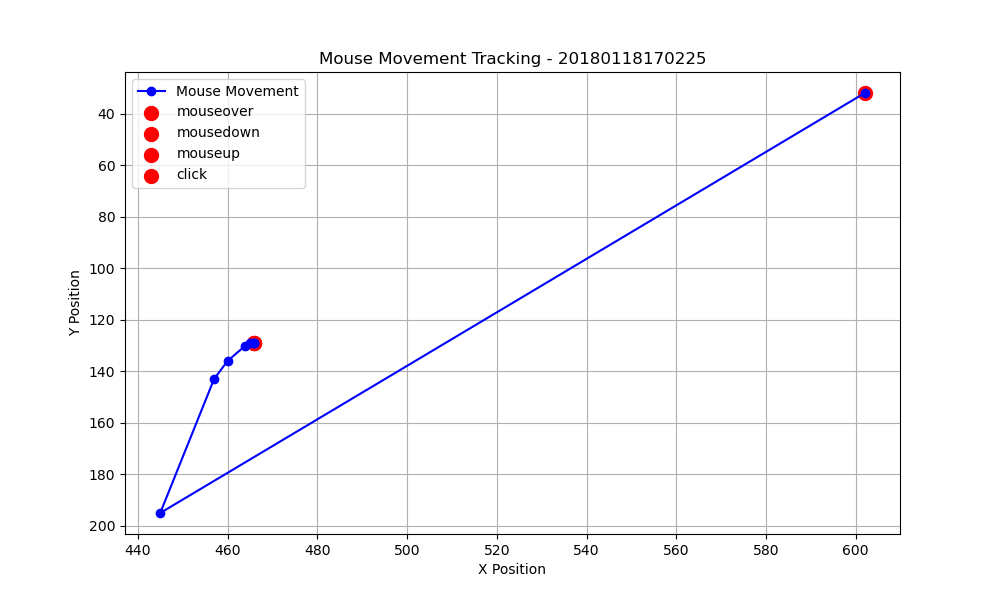 Mouse Movement Tracking - 20180118170225
Mouse Movement
mouseover
mousedown
mouseup
click
Y Position
40
60
80
100
120
140
160
180
200
440 460 480 500 520 540 560 580 600
X Position